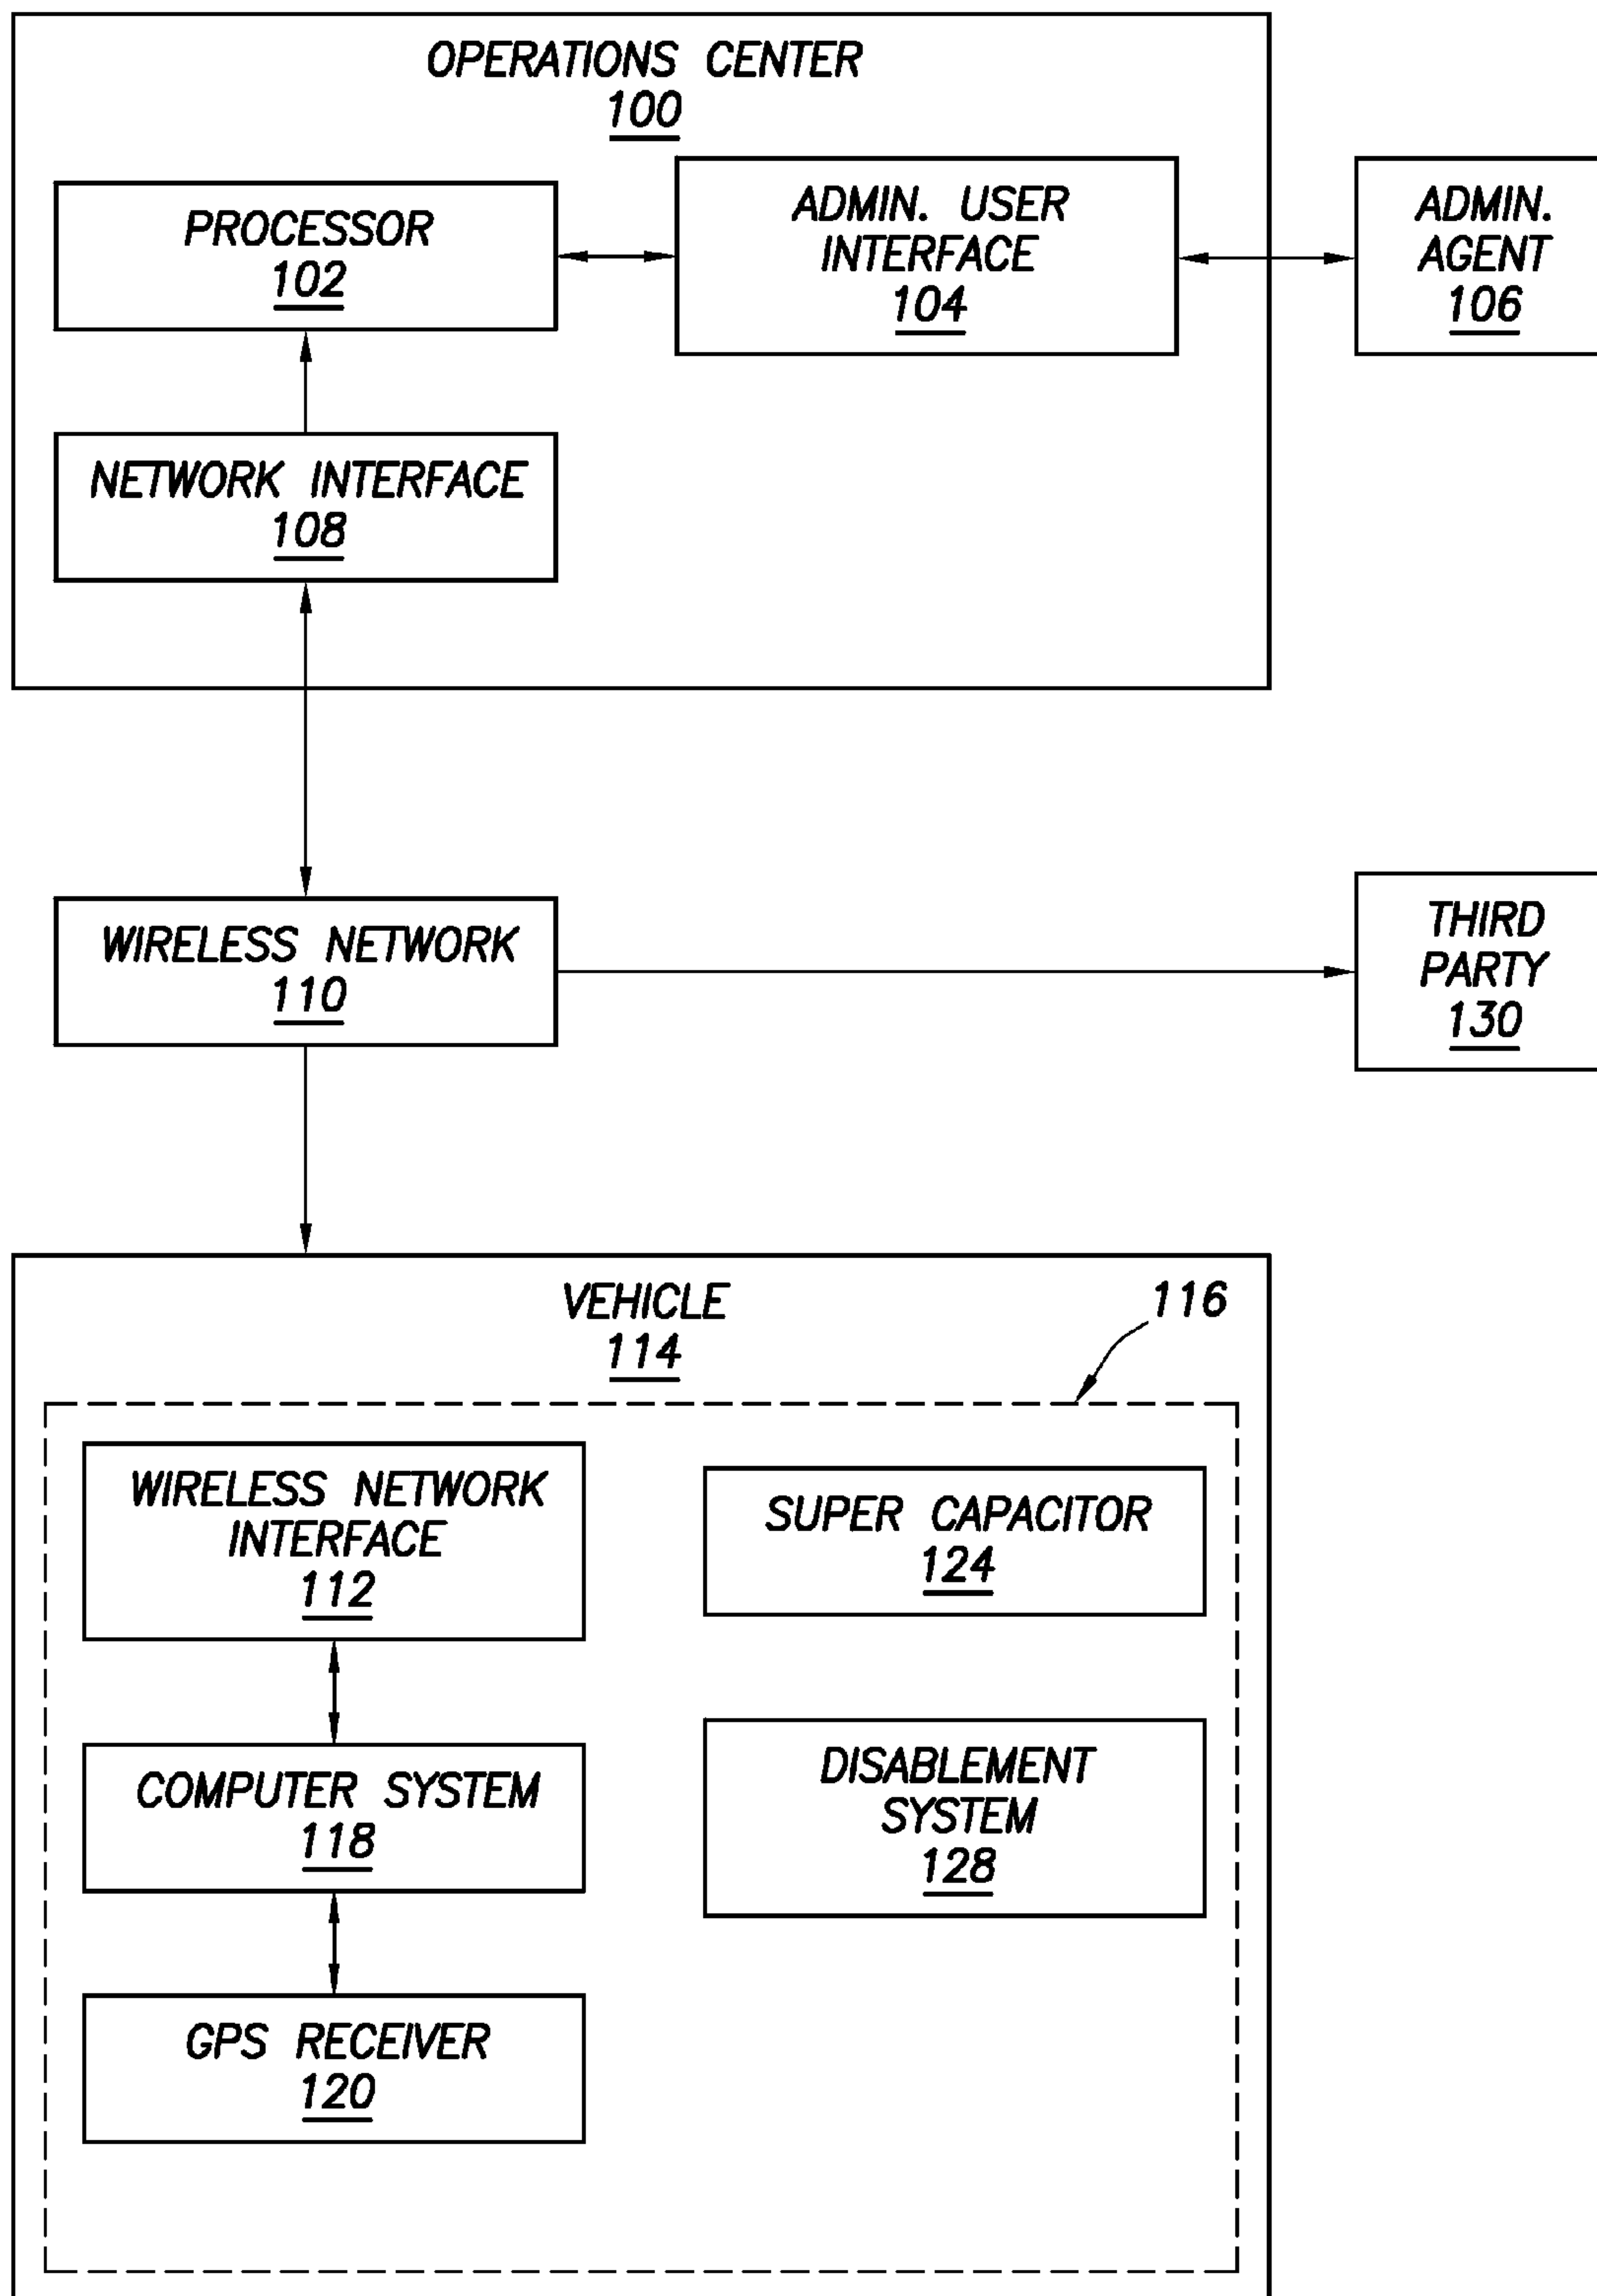 OPERATIONS CENTER
100
PROCESSOR
102
ADMIN. USER
INTERFACE
104
ADMIN.
AGENT
106
NETWORK INTERFACE
108
WIRELESS NETWORK
110
THIRD
PARTY
130
VEHICLE
114
116
WIRELESS NETWORK
INTERFACE
112
SUPER CAPACITOR
124
COMPUTER SYSTEM
118
DISABLEMENT
SYSTEM
128
GPS RECEIVER
120